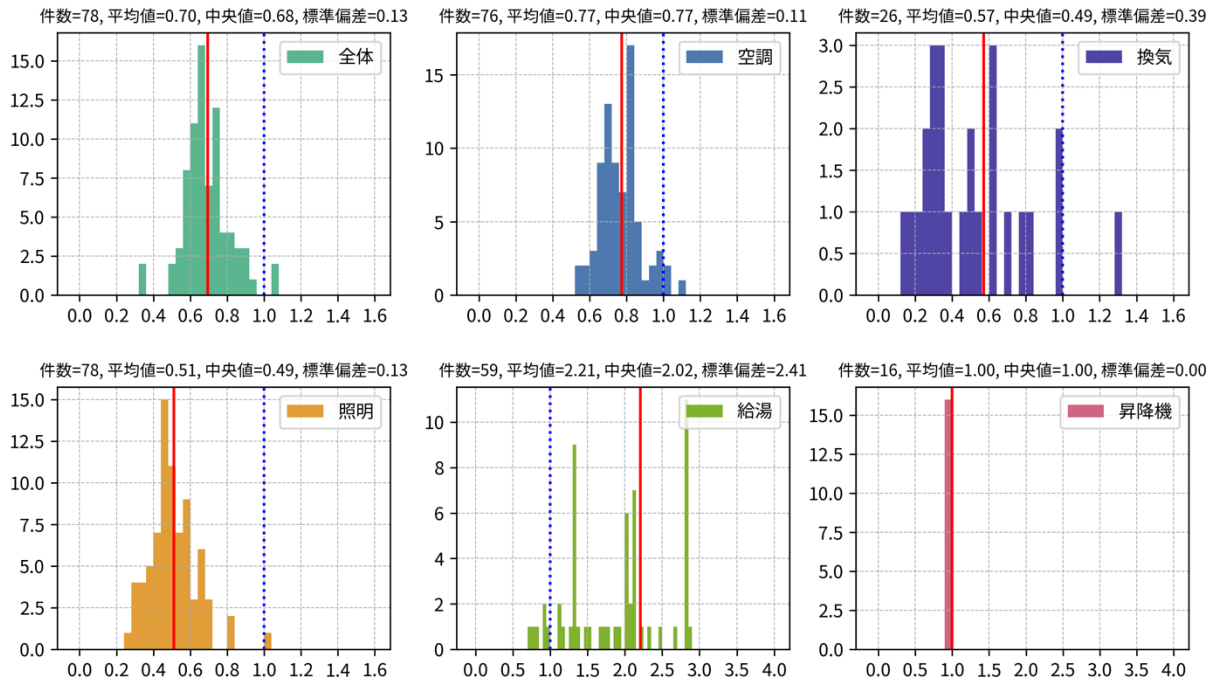 件数=78, 平均値=0.70, 中央値=0.68, 標準偏差=0.13
全体
15.0
12.5
10.0
7.5
5.0
2.5
0.0
0.0 0.2 0.4 0.6 0.8 1.0 1.2 1.4 1.6
件数=76, 平均値=0.77, 中央値=0.77, 標準偏差=0.11
空調
15
10
5
0
0.0 0.2 0.4 0.6 0.8 1.0 1.2 1.4 1.6
件数=26, 平均値=0.57, 中央値=0.49, 標準偏差=0.39
換気
3.0
2.5
2.0
1.5
1.0
0.5
0.0
0.0 0.2 0.4 0.6 0.8 1.0 1.2 1.4 1.6
件数=78, 平均値=0.51, 中央値=0.49, 標準偏差=0.13
照明
15.0
12.5
10.0
7.5
5.0
2.5
0.0
0.0 0.2 0.4 0.6 0.8 1.0 1.2 1.4 1.6
件数=59, 平均値=2.21, 中央値=2.02, 標準偏差=2.41
給湯
10
8
6
4
2
0
0.0 0.5 1.0 1.5 2.0 2.5 3.0 3.5 4.0
件数=16, 平均値=1.00, 中央値=1.00, 標準偏差=0.00
昇降機
15.0
12.5
10.0
7.5
5.0
2.5
0.0
0.0 0.5 1.0 1.5 2.0 2.5 3.0 3.5 4.0